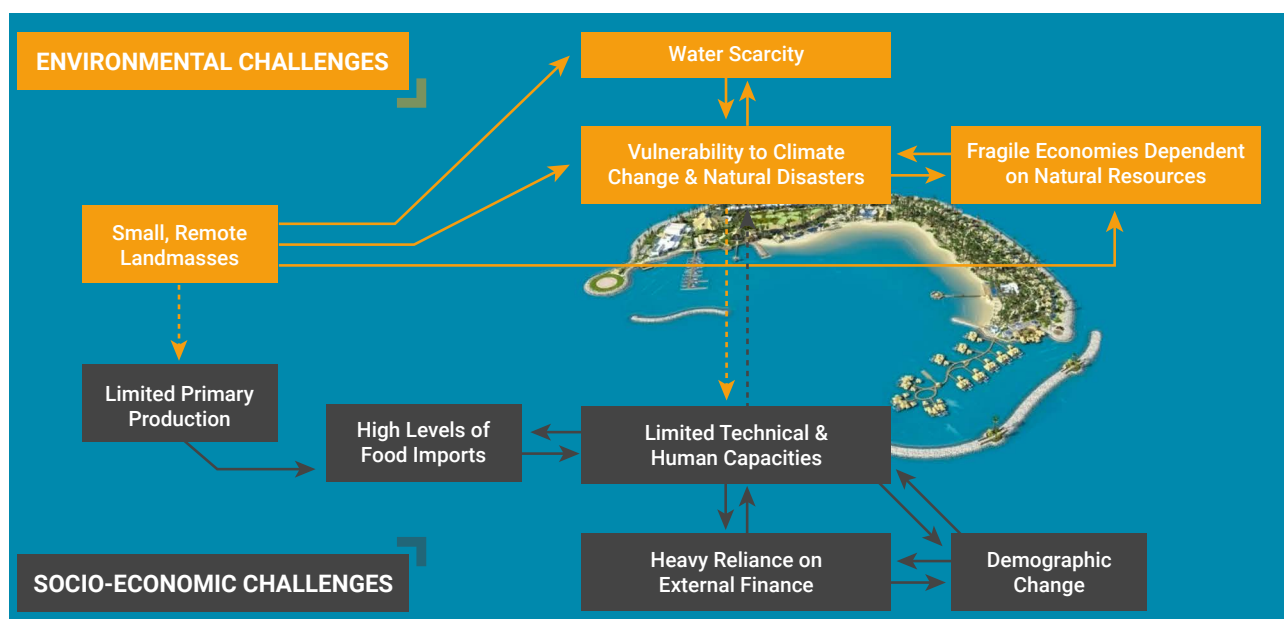 ENVIRONMENTAL CHALLENGES
Water Scarcity
Vulnerability to Climate
Change & Natural Disasters
Fragile Economies Dependent
on Natural Resources
Small, Remote
Landmasses
Limited Primary
Production
High Levels of
Food Imports
Limited Technical &
Human Capacities
Heavy Reliance on
External Finance
Demographic
Change
SOCIO-ECONOMIC CHALLENGES